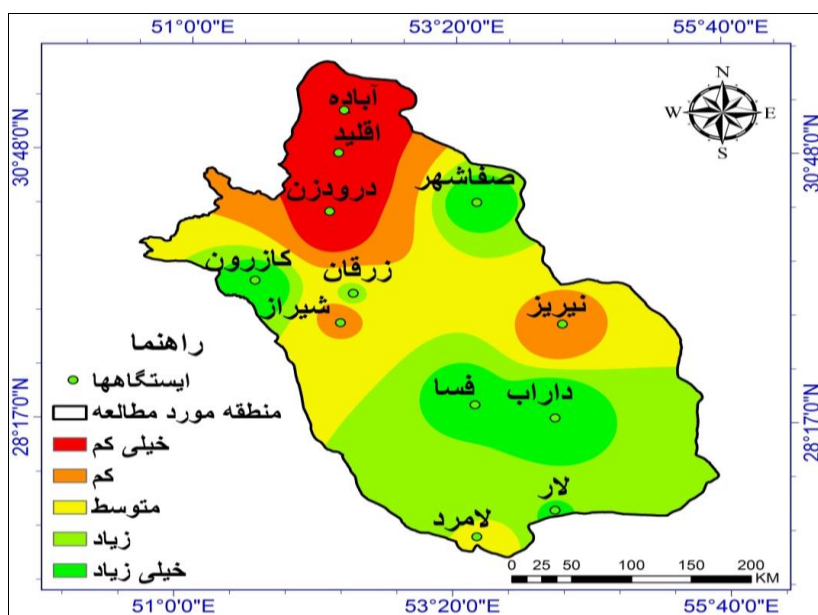 51°0'0"E 53°20'0"E 55°40'0"E
N
W E
S
30°48'0"N 30°48'0"N
آباده
اقلید
درودزن
صفاشهر
کازرون
زرقان
شیراز
نیریز
فسا
داراب
لار
لامرد
28°17'0"N 28°17'0"N
راهنما
ایستگاهها
منطقه مورد مطالعه
خیلی کم
کم
متوسط
زیاد
خیلی زیاد
0 25 50 100 150 200
KM
51°0'0"E 53°20'0"E 55°40'0"E